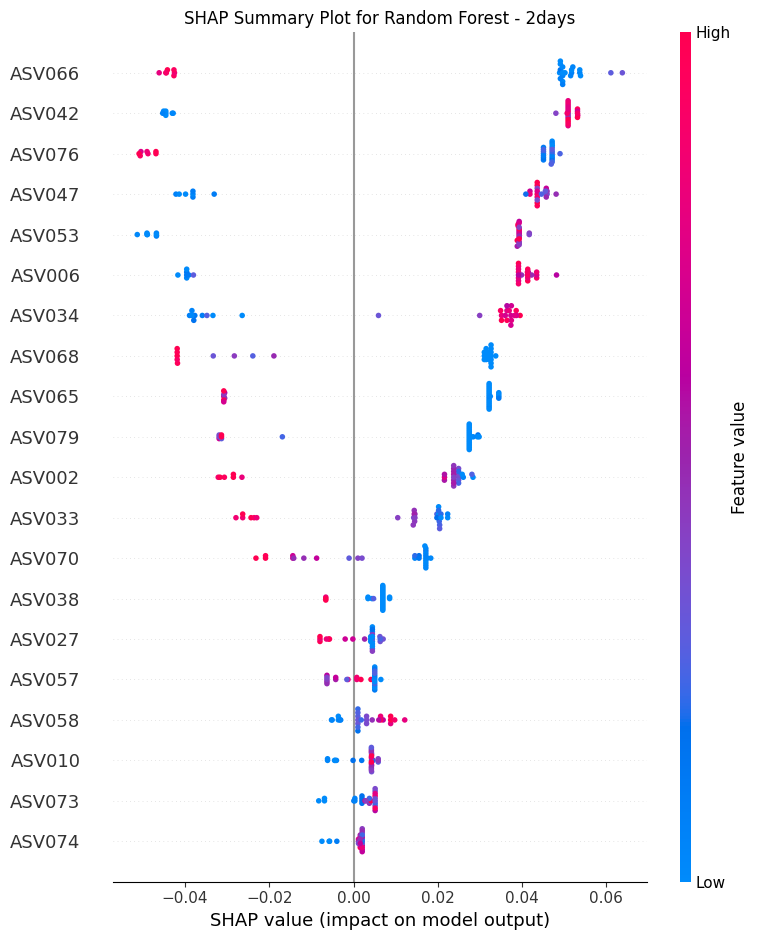 SHAP Summary Plot for Random Forest - 2days
High
ASV066
ASV042
ASV076
ASV047
ASV053
ASV006
ASV034
ASV068
ASV065
ASV079
ASV002
ASV033
ASV070
ASV038
ASV027
ASV057
ASV058
ASV010
ASV073
ASV074
Feature value
Low
−0.04 −0.02 0.00 0.02 0.04 0.06
SHAP value (impact on model output)